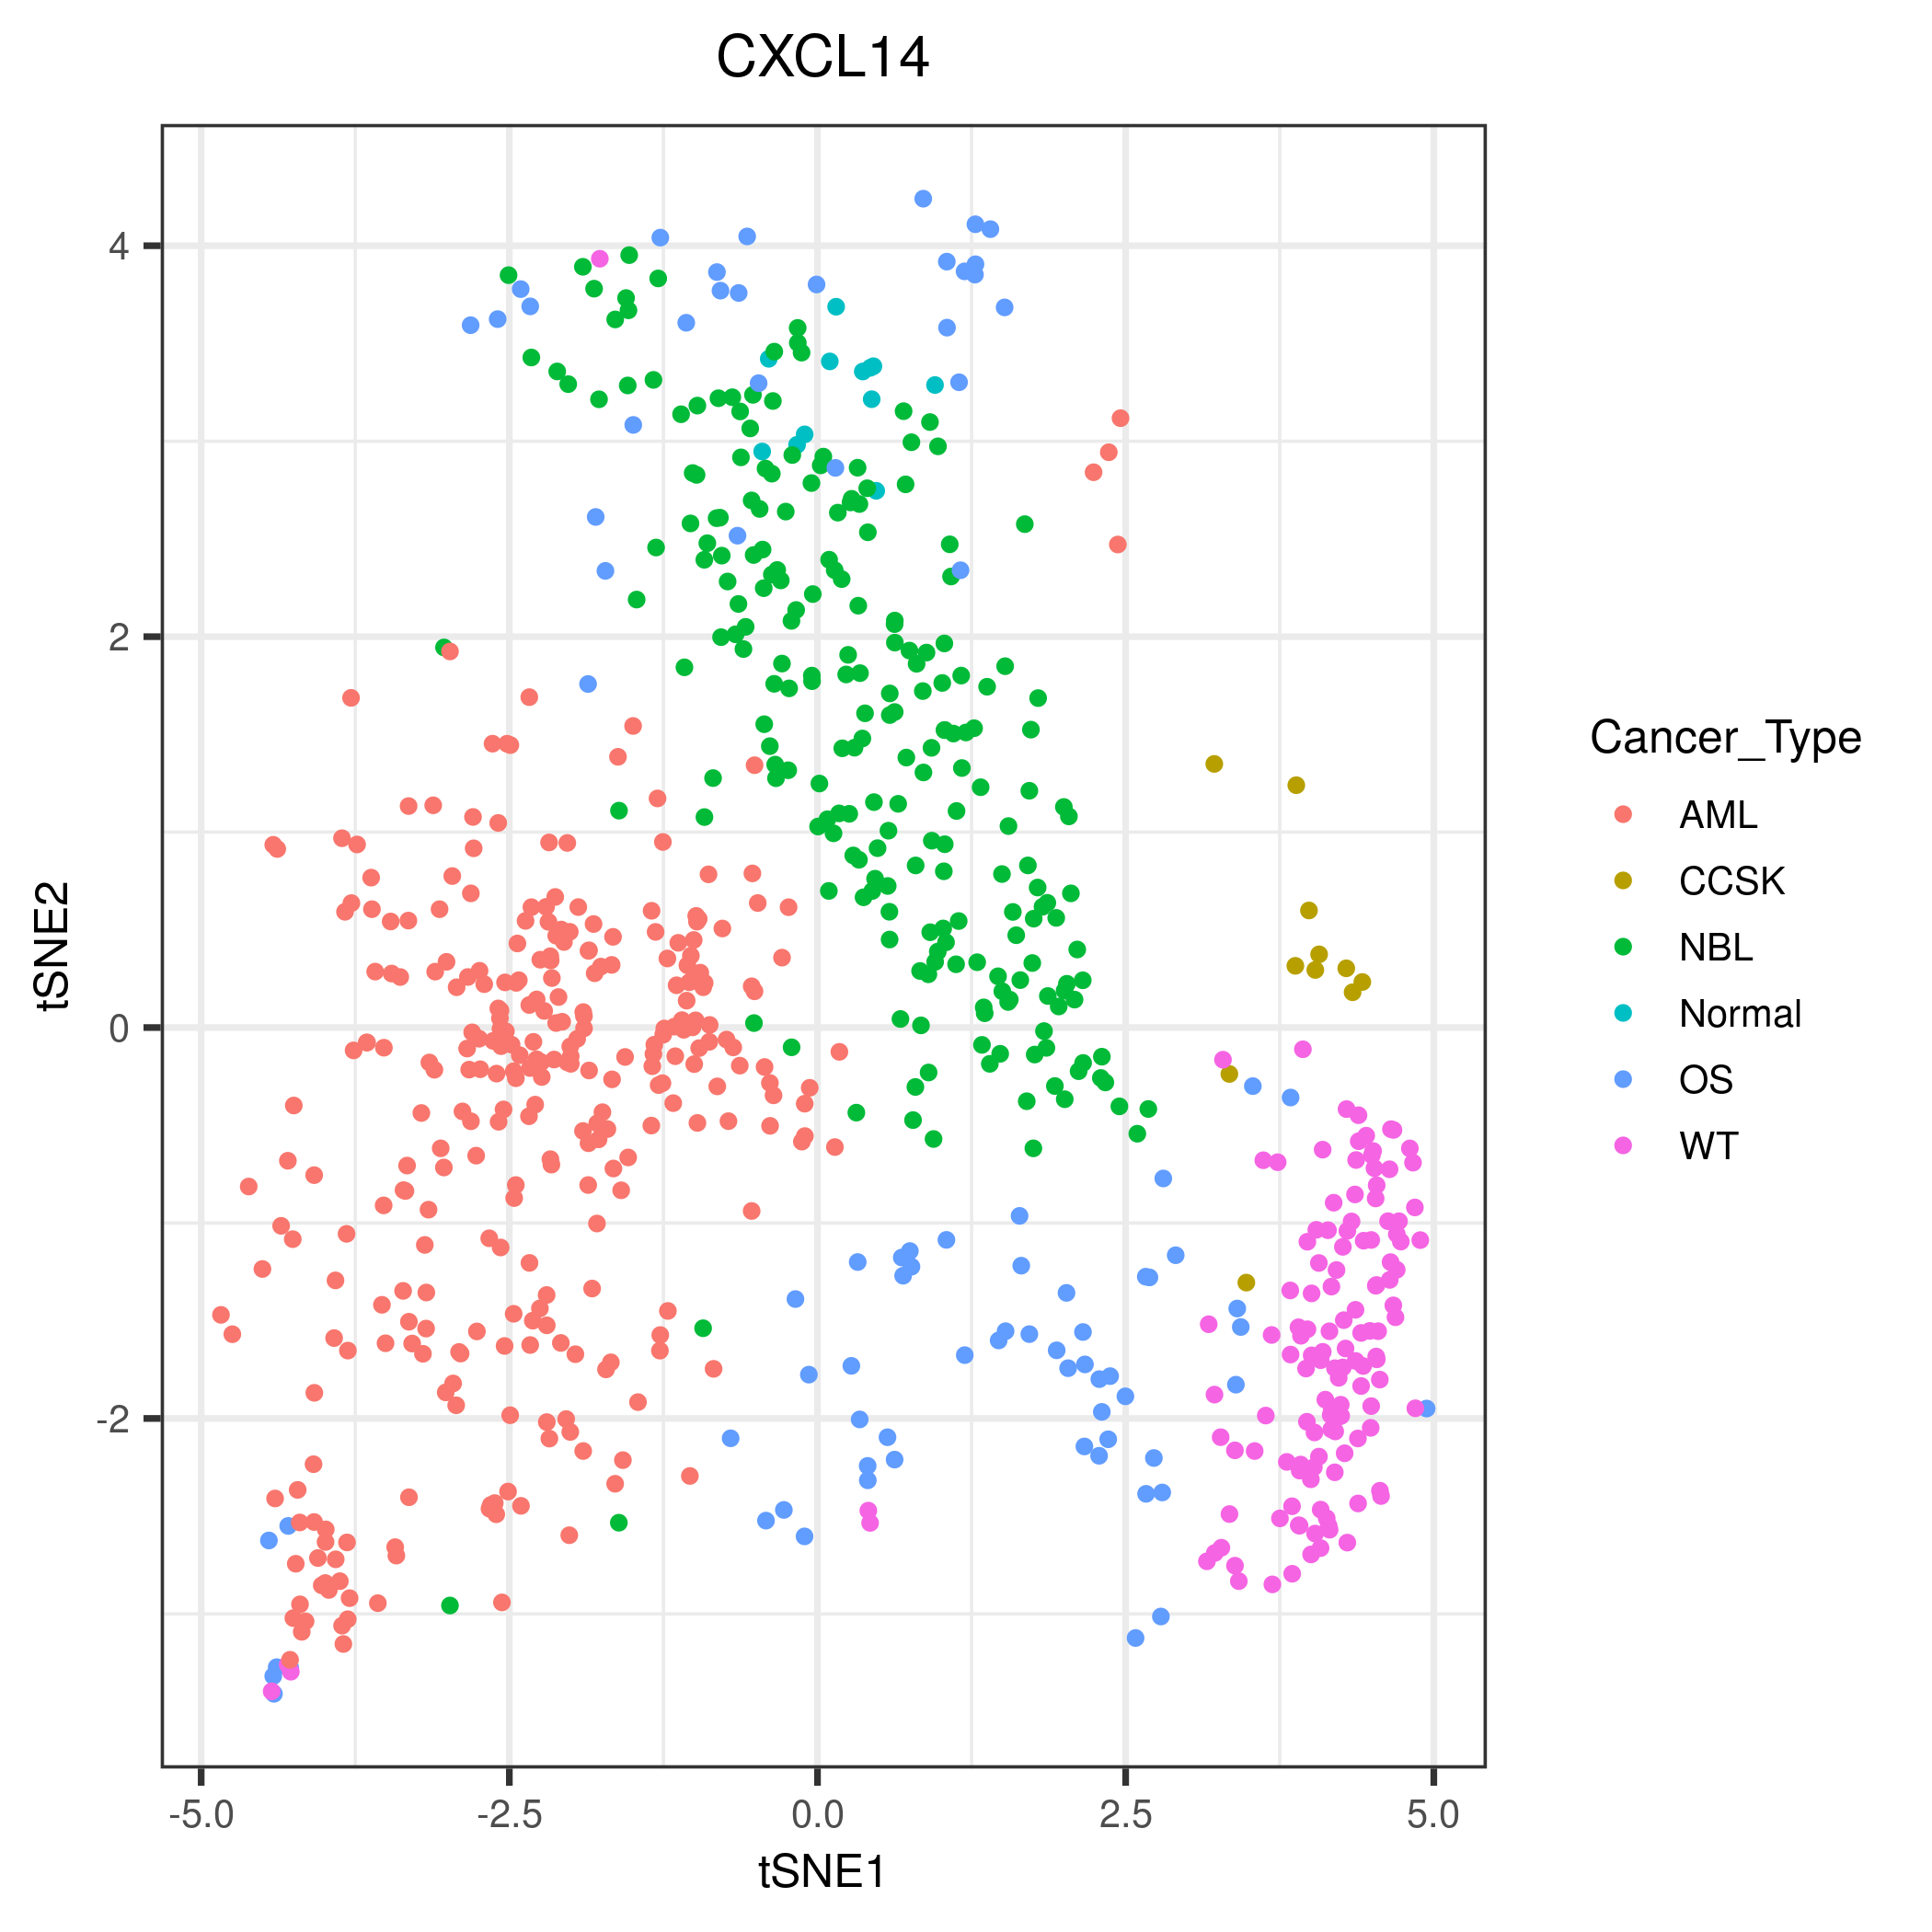 CXCL14
4
2
0
-2
tSNE2
-5.0
-2.5
0.0
2.5
5.0
tSNE1
Cancer_Type
AML
CCSK
NBL
Normal
OS
WT